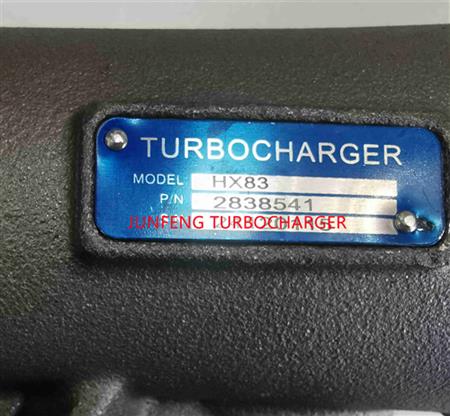 TURBOCHARGER
MODEL HX83
P/N 2838541
JUNFENG TURBOCHARGER